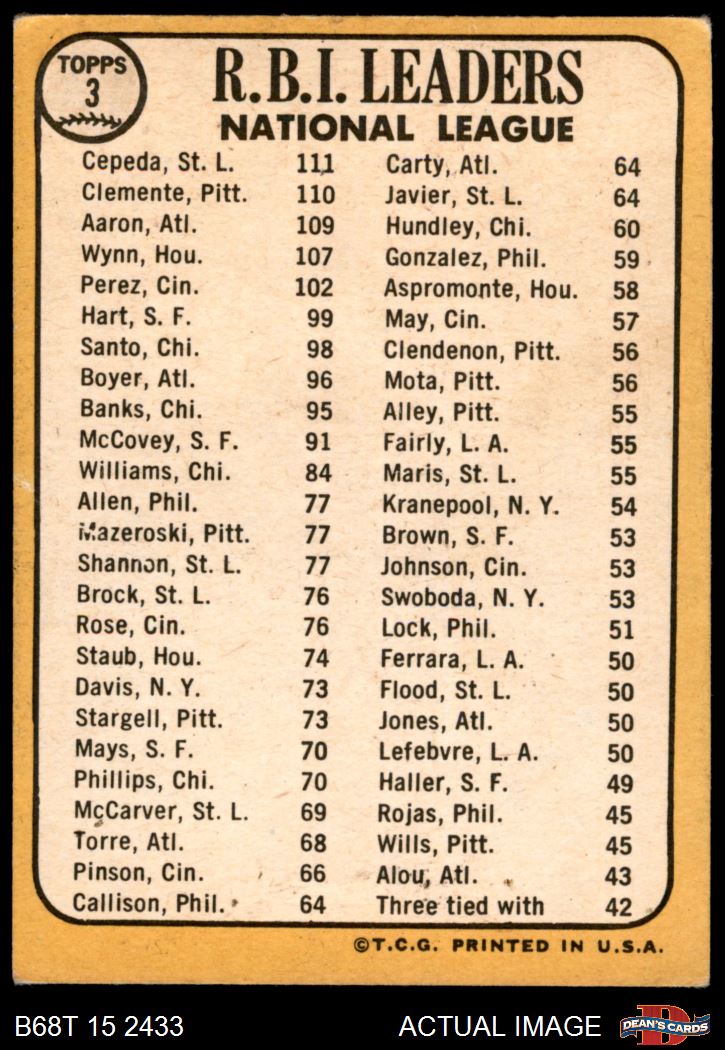 TOPPS
3
R.B.I. LEADERS
NATIONAL LEAGUE
Cepeda, St. L. 111
Clemente, Pitt. 110
Aaron, Atl. 109
Wynn, Hou. 107
Perez, Cin. 102
Hart, S. F. 99
Santo, Chi. 98
Boyer, Atl. 96
Banks, Chi. 95
McCovey, S. F. 91
Williams, Chi. 84
Allen, Phil. 77
Mazeroski, Pitt. 77
Shannon, St. L. 77
Brock, St. L. 76
Rose, Cin. 76
Staub, Hou. 74
Davis, N. Y. 73
Stargell, Pitt. 73
Mays, S. F. 70
Phillips, Chi. 70
McCarver, St. L. 69
Torre, Atl. 68
Pinson, Cin. 66
Callison, Phil. 64
Carty, Atl. 64
Javier, St. L. 64
Hundley, Chi. 60
Gonzalez, Phil. 59
Aspromonte, Hou. 58
May, Cin. 57
Clendenon, Pitt. 56
Mota, Pitt. 56
Alley, Pitt. 55
Fairly, L. A. 55
Maris, St. L. 55
Kranepool, N. Y. 54
Brown, S. F. 53
Johnson, Cin. 53
Swoboda, N. Y. 53
Lock, Phil. 51
Ferrara, L. A. 50
Flood, St. L. 50
Jones, Atl. 50
Lefebvre, L. A. 50
Haller, S. F. 49
Rojas, Phil. 45
Wills, Pitt. 45
Alou, Atl. 43
Three tied with 42
©T.C.G. PRINTED IN U.S.A.
B68T 15 2433
ACTUAL IMAGE
D
DEAN'S CARDS